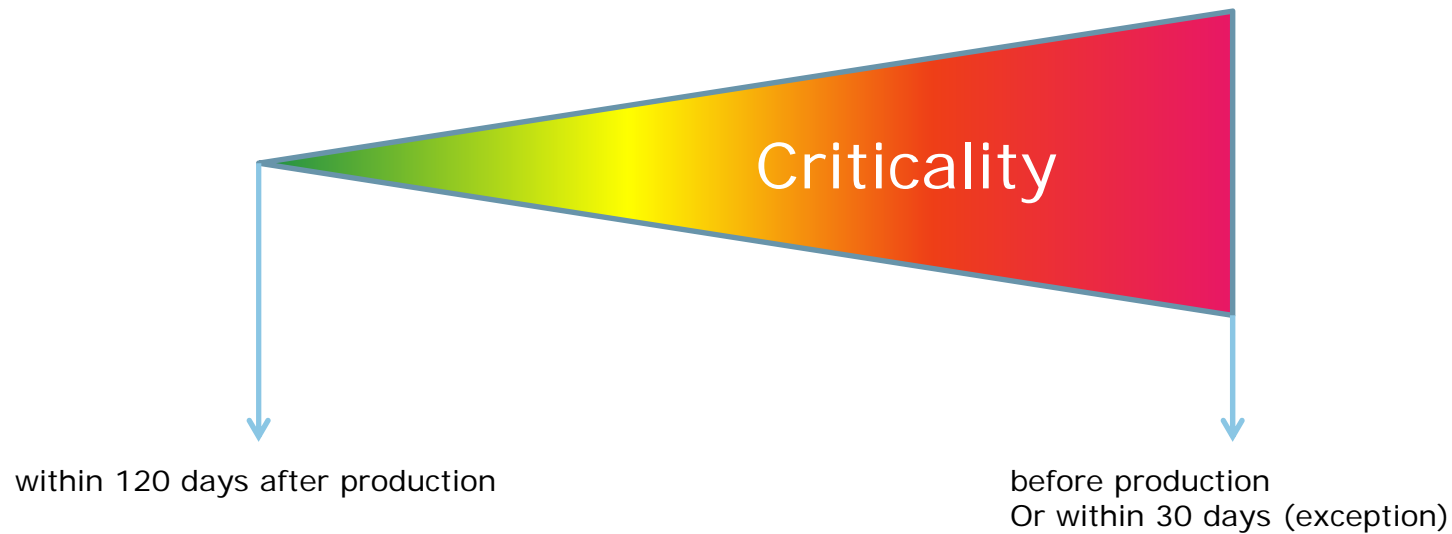 Criticality
within 120 days after production
before production
Or within 30 days (exception)